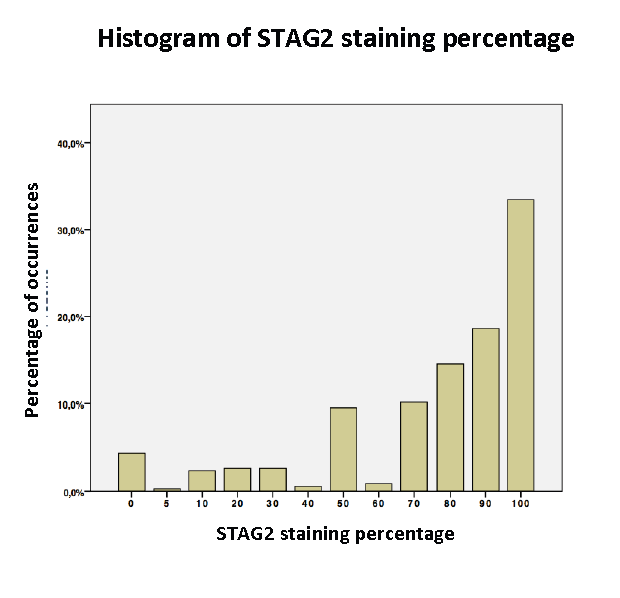 Histogram of STAG2 staining percentage
Percentage of occurrences
40,0%
30,0%
20,0%
10,0%
0,0%
0 5 10 20 30 40 50 60 70 80 90 100
STAG2 staining percentage